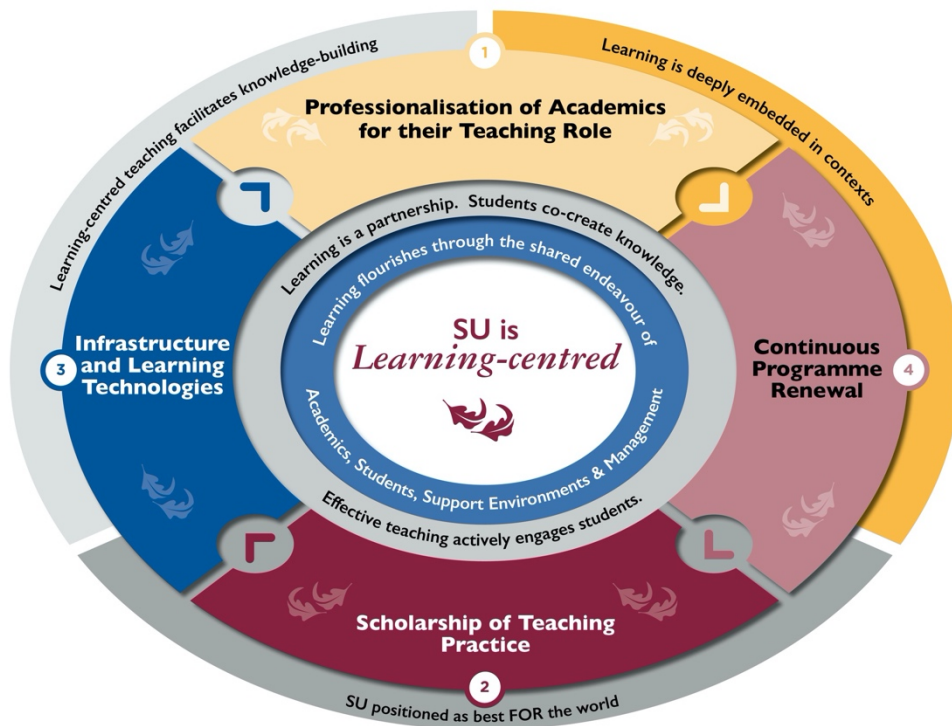 Learning-centred teaching facilitates knowledge-building
1
Learning is deeply embedded in contexts
Professionalisation of Academics
for their Teaching Role
Learning is a partnership. Students co-create knowledge.
Learning flourishes through the shared endeavour of
SU is
Learning-centred
Academics, Students, Support Environments & Management
Effective teaching actively engages students.
3
Infrastructure
and Learning
Technologies
Continuous
Programme
Renewal
4
Scholarship of Teaching
Practice
2
SU positioned as best FOR the world